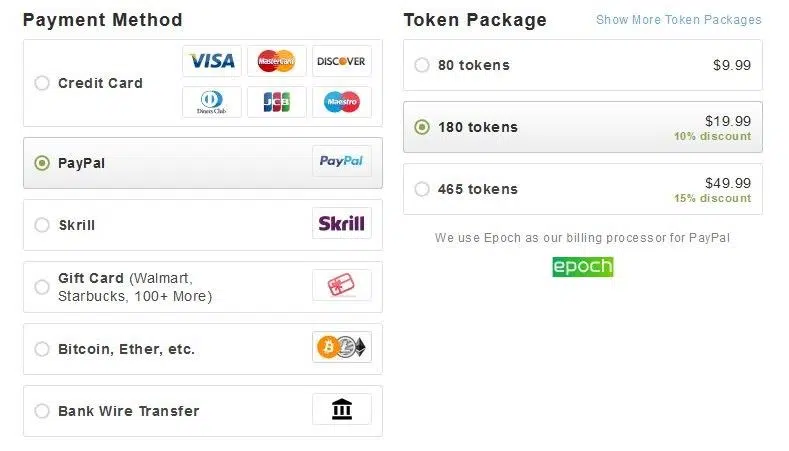 Payment Method
Credit Card
VISA
MasterCard
DISCOVER
Diners Club
JCB
Maestro
PayPal
PayPal
Skrill
Skrill
Gift Card (Walmart,
Starbucks, 100+ More)
Bitcoin, Ether, etc.
Bank Wire Transfer
Token Package
Show More Token Packages
80 tokens
$9.99
180 tokens
$19.99
10% discount
465 tokens
$49.99
15% discount
We use Epoch as our billing processor for PayPal
epoch